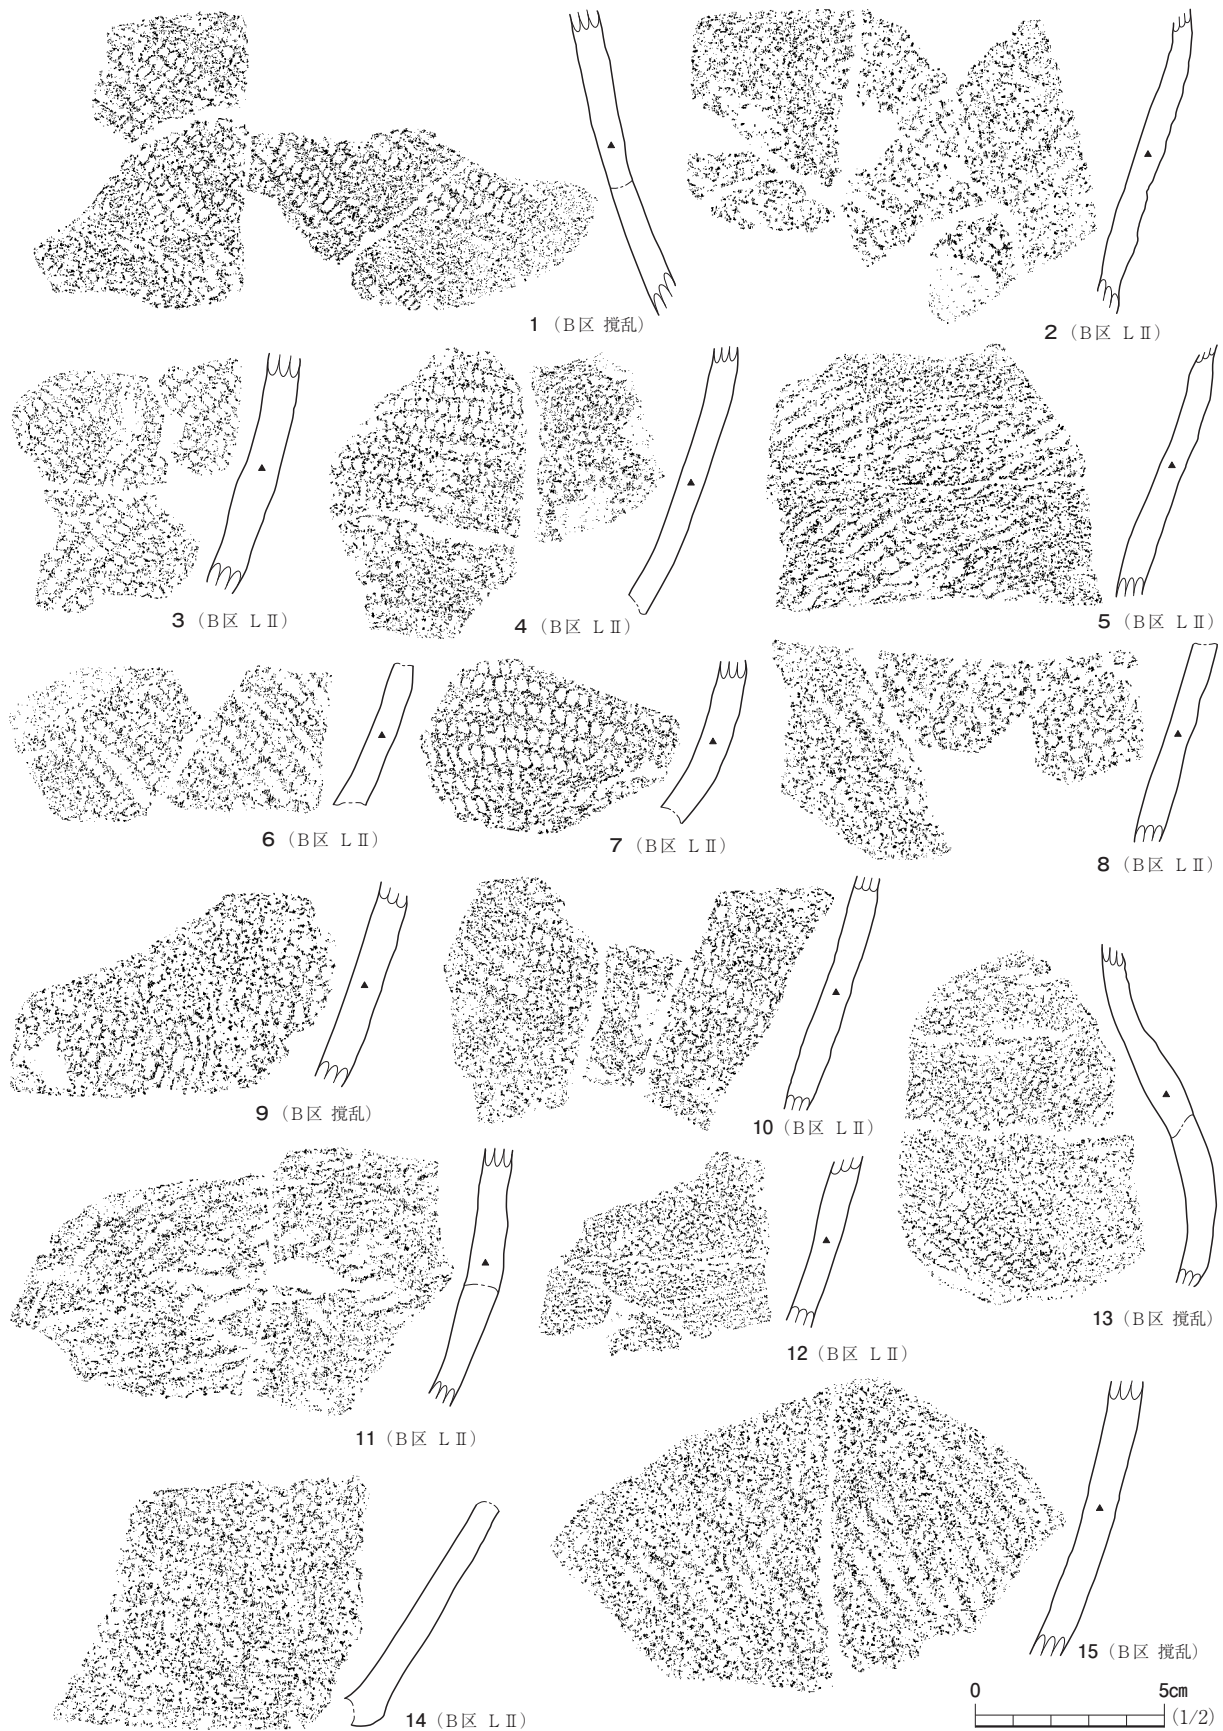 1（B区 撹乱）
2（B区 LⅡ）
3（B区 LⅡ）
4（B区 LⅡ）
5（B区 LⅡ）
6（B区 LⅡ）
7（B区 LⅡ）
8（B区 LⅡ）
9（B区 撹乱）
10（B区 LⅡ）
11（B区 LⅡ）
12（B区 LⅡ）
13（B区 撹乱）
14（B区 LⅡ）
15（B区 撹乱）
0 5cm
(1/2)